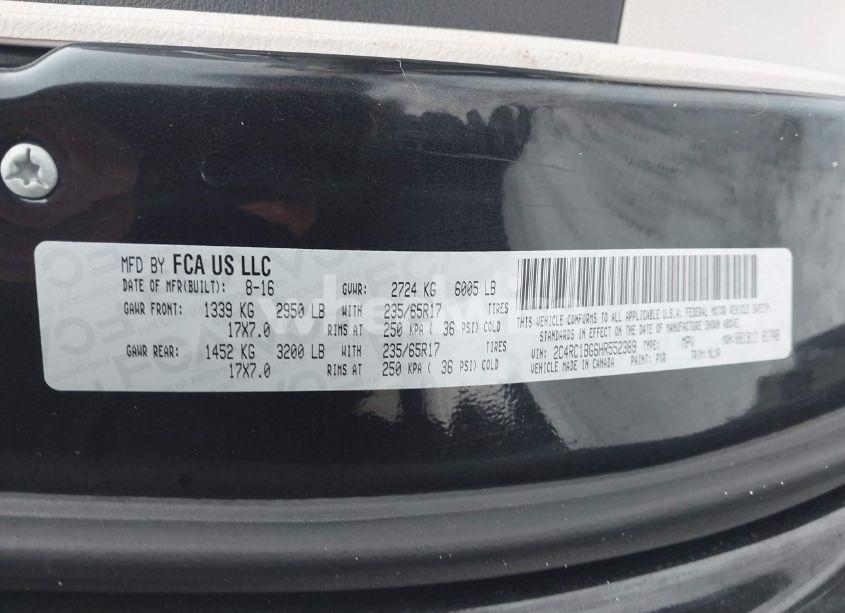 MFD BY FCA US LLC
DATE OF MFR(BUILT): 8-16 GVWR: 2724 KG 6005 LB
GAWR FRONT: 1339 KG 2950 LB WITH 235/65R17 TIRES
17X7.0 RIMS AT 250 KPA ( 36 PSI) COLD
GAWR REAR: 1452 KG 3200 LB WITH 235/65R17 TIRES
17X7.0 RIMS AT 250 KPA ( 36 PSI) COLD
THIS VEHICLE CONFORMS TO ALL APPLICABLE U.S.A. FEDERAL MOTOR VEHICLE SAFETY
STANDARDS IN EFFECT ON THE DATE OF MANUFACTURE SHOWN ABOVE.
VIN: 2C4RC1BG6HR552389 TYPE: MPV MDH:
VEHICLE MADE IN CANADA PAINT: PXR TRIM: MLDR